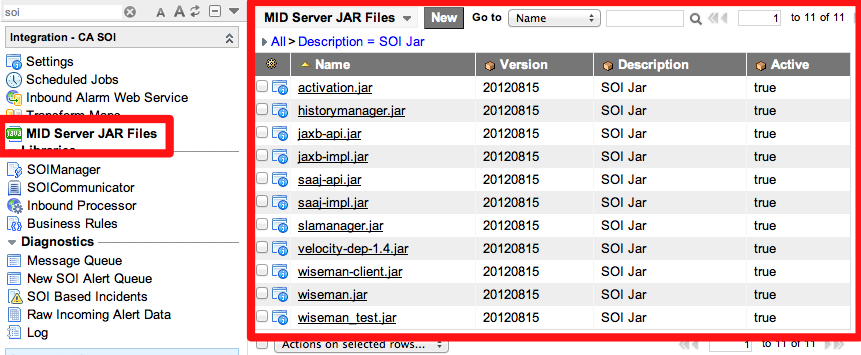 soi
A A
Integration - CA SOI
Settings
Scheduled Jobs
Inbound Alarm Web Service
Transform Maps
MID Server JAR Files
Libraries
SOIManager
SOICommunicator
Inbound Processor
Business Rules
Diagnostics
Message Queue
New SOI Alert Queue
SOI Based Incidents
Raw Incoming Alert Data
Log
MID Server JAR Files New Go to Name 1 to 11 of 11
All > Description = SOI Jar
Name Version Description Active
activation.jar 20120815 SOI Jar true
historymanager.jar 20120815 SOI Jar true
jaxb-api.jar 20120815 SOI Jar true
jaxb-impl.jar 20120815 SOI Jar true
saaj-api.jar 20120815 SOI Jar true
saaj-impl.jar 20120815 SOI Jar true
slamanager.jar 20120815 SOI Jar true
velocity-dep-1.4.jar 20120815 SOI Jar true
wiseman-client.jar 20120815 SOI Jar true
wiseman.jar 20120815 SOI Jar true
wiseman_test.jar 20120815 SOI Jar true
Actions on selected rows... 1 to 11 of 11